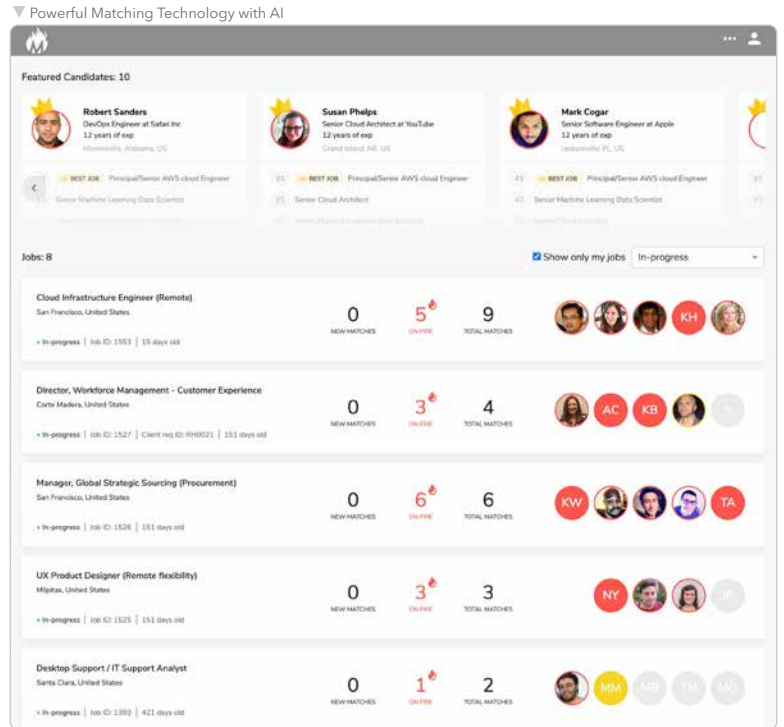 Powerful Matching Technology with AI
Featured Candidates: 10
Robert Sanders
DevOps Engineer at Safari Inc
12 years of exp
Susan Phelps
Senior Cloud Architect at YouTube
12 years of exp
Grand Island, NE, US
Mark Cogar
Senior Software Engineer at Apple
12 years of exp
Jacksonville, FL, US
BEST JOB Principal/Senior AWS cloud Engineer
Senior Machine Learning Data Scientist
#1 BEST JOB Principal/Senior AWS cloud Engineer
Senior Cloud Architect
#1 BEST JOB Principal/Senior AWS cloud Engineer
Senior Machine Learning Data Scientist
Jobs: 8
Show only my jobs In-progress
Cloud Infrastructure Engineer (Remote)
San Francisco, United States
In-progress | Job ID: 1553 | 15 days old
0 NEW MATCHES
5 ON FIRE
9 TOTAL MATCHES
KH
Director, Workforce Management - Customer Experience
Corte Madera, United States
In-progress | Job ID: 1527 | Client req ID: RH0021 | 151 days old
0 NEW MATCHES
3 ON FIRE
4 TOTAL MATCHES
AC KB
Manager, Global Strategic Sourcing (Procurement)
San Francisco, United States
In-progress | Job ID: 1526 | 151 days old
0 NEW MATCHES
6 ON FIRE
6 TOTAL MATCHES
KW TA
UX Product Designer (Remote flexibility)
Milpitas, United States
In-progress | Job ID: 1525 | 151 days old
0 NEW MATCHES
3 ON FIRE
3 TOTAL MATCHES
NY
Desktop Support / IT Support Analyst
Santa Clara, United States
In-progress | Job ID: 1393 | 421 days old
0 NEW MATCHES
1 ON FIRE
2 TOTAL MATCHES
MM MB TM MG